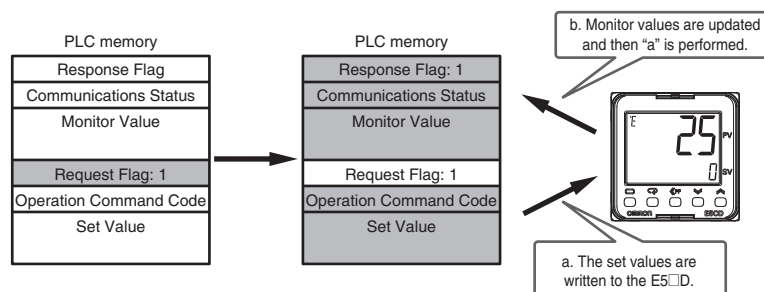 PLC memory
Response Flag
Communications Status
Monitor Value
Request Flag: 1
Operation Command Code
Set Value
PLC memory
Response Flag: 1
Communications Status
Monitor Value
Request Flag: 1
Operation Command Code
Set Value
b. Monitor values are updated
and then “a” is performed.
°C
25
PV
0
SV
OMRON
E5CD
a. The set values are
written to the E5□D.